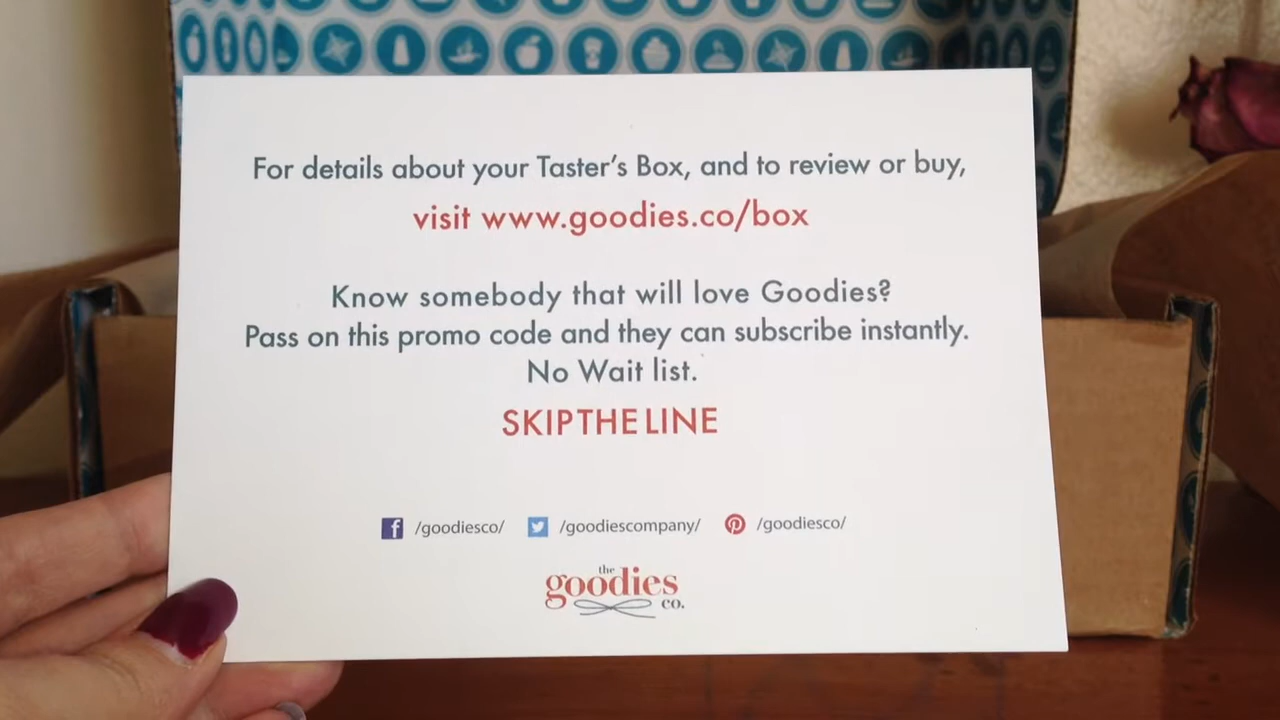 For details about your Taster's Box, and to review or buy,
visit www.goodies.co/box
Know somebody that will love Goodies?
Pass on this promo code and they can subscribe instantly.
No Wait list.
SKIPTHELINE
/goodiesco/ /goodiescompany/ /goodiesco/
the
goodies
co.